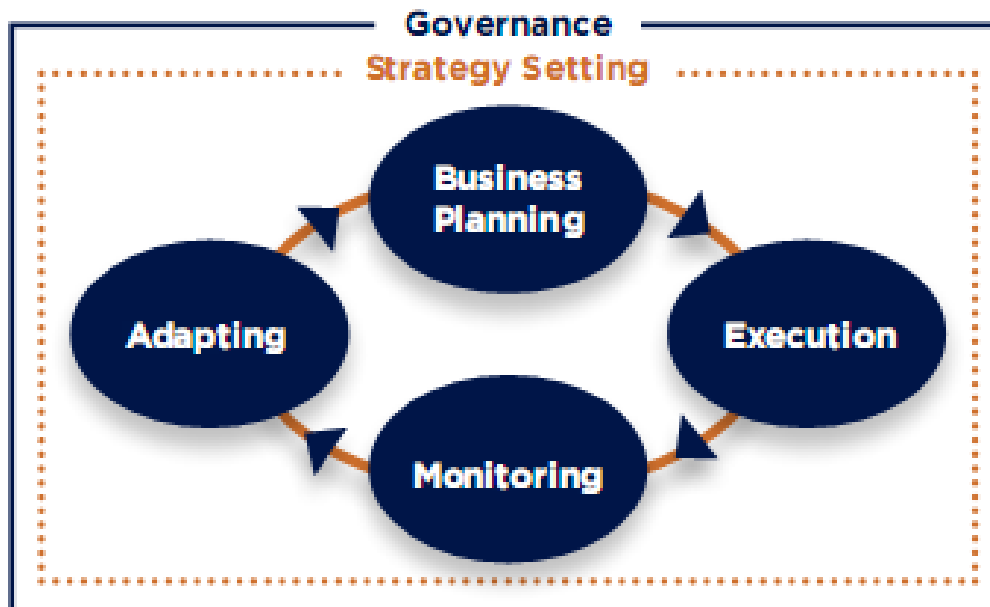 Governance
Strategy Setting
Business
Planning
Adapting
Execution
Monitoring